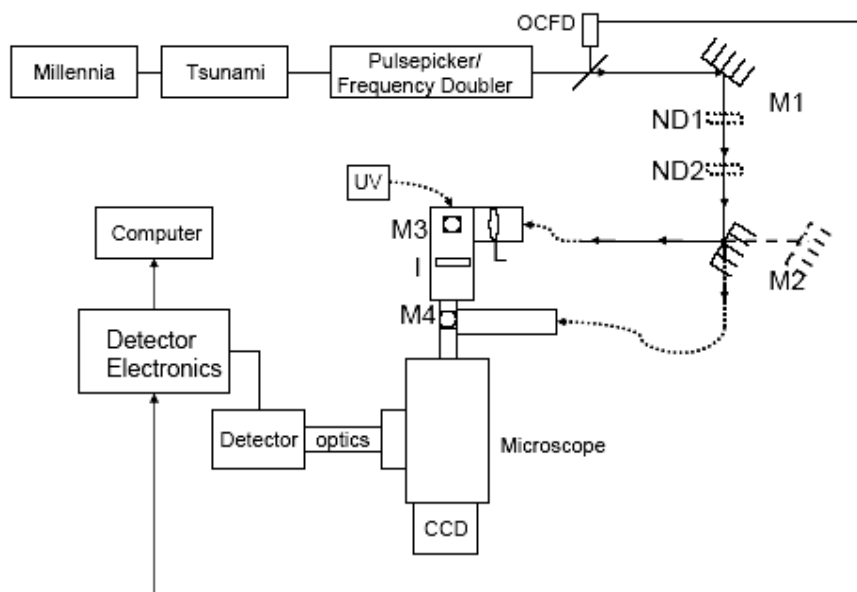 OCFD
Millennia
Tsunami
Pulsepicker/
Frequency Doubler
M1
ND1
ND2
UV
M3
Computer
I
M2
M4
Detector
Electronics
Detector
optics
Microscope
CCD